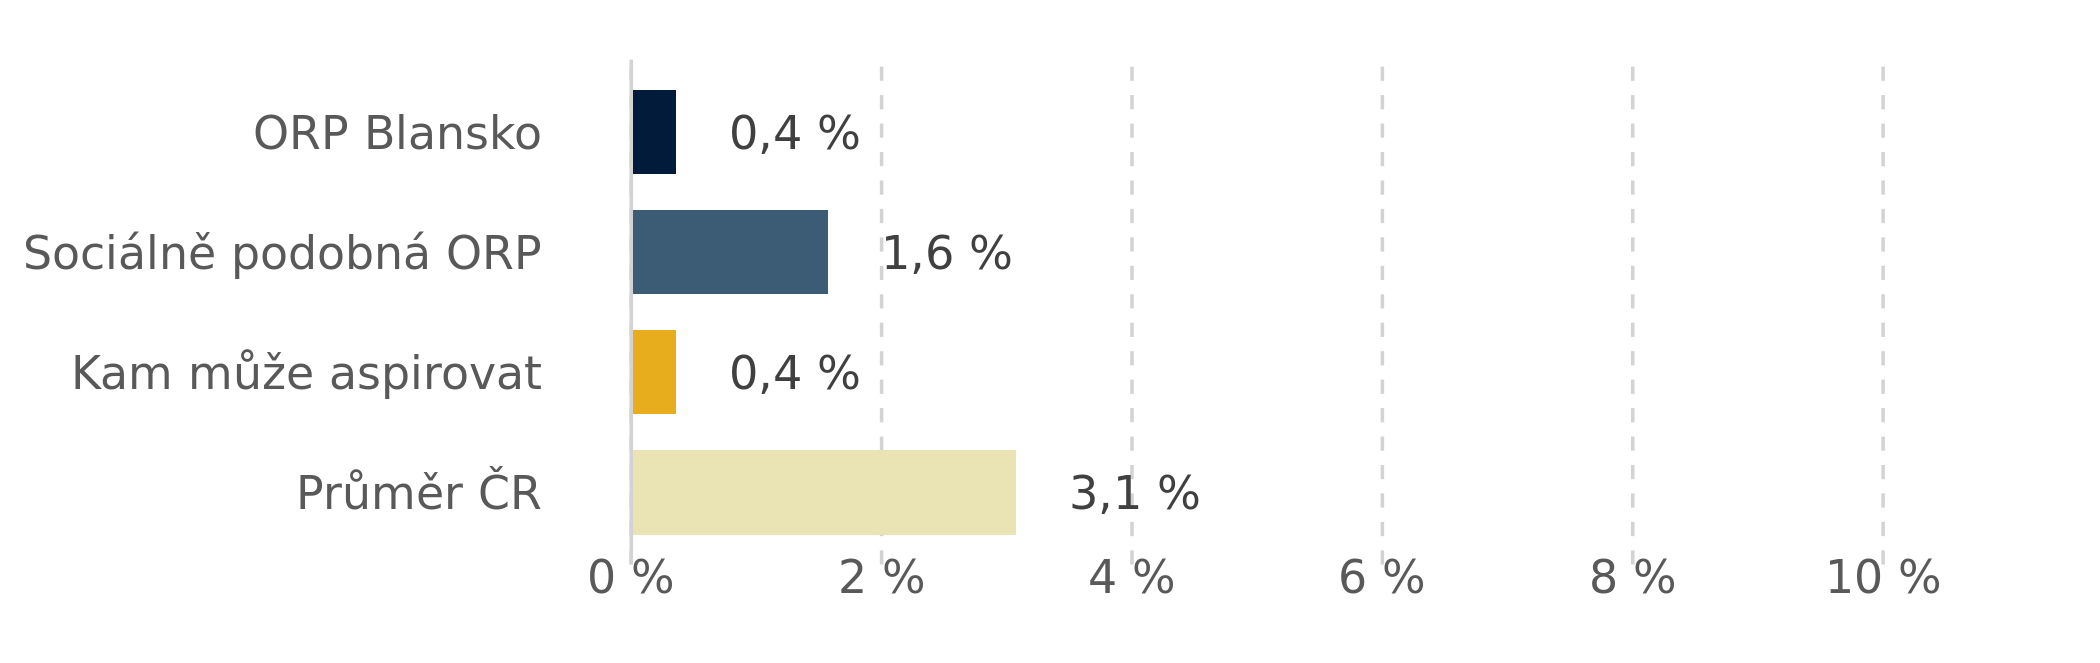 ORP Blansko 0,4 %
Sociálně podobná ORP 1,6 %
Kam může aspirovat 0,4 %
Průměr ČR 3,1 %
0 % 2 % 4 % 6 % 8 % 10 %